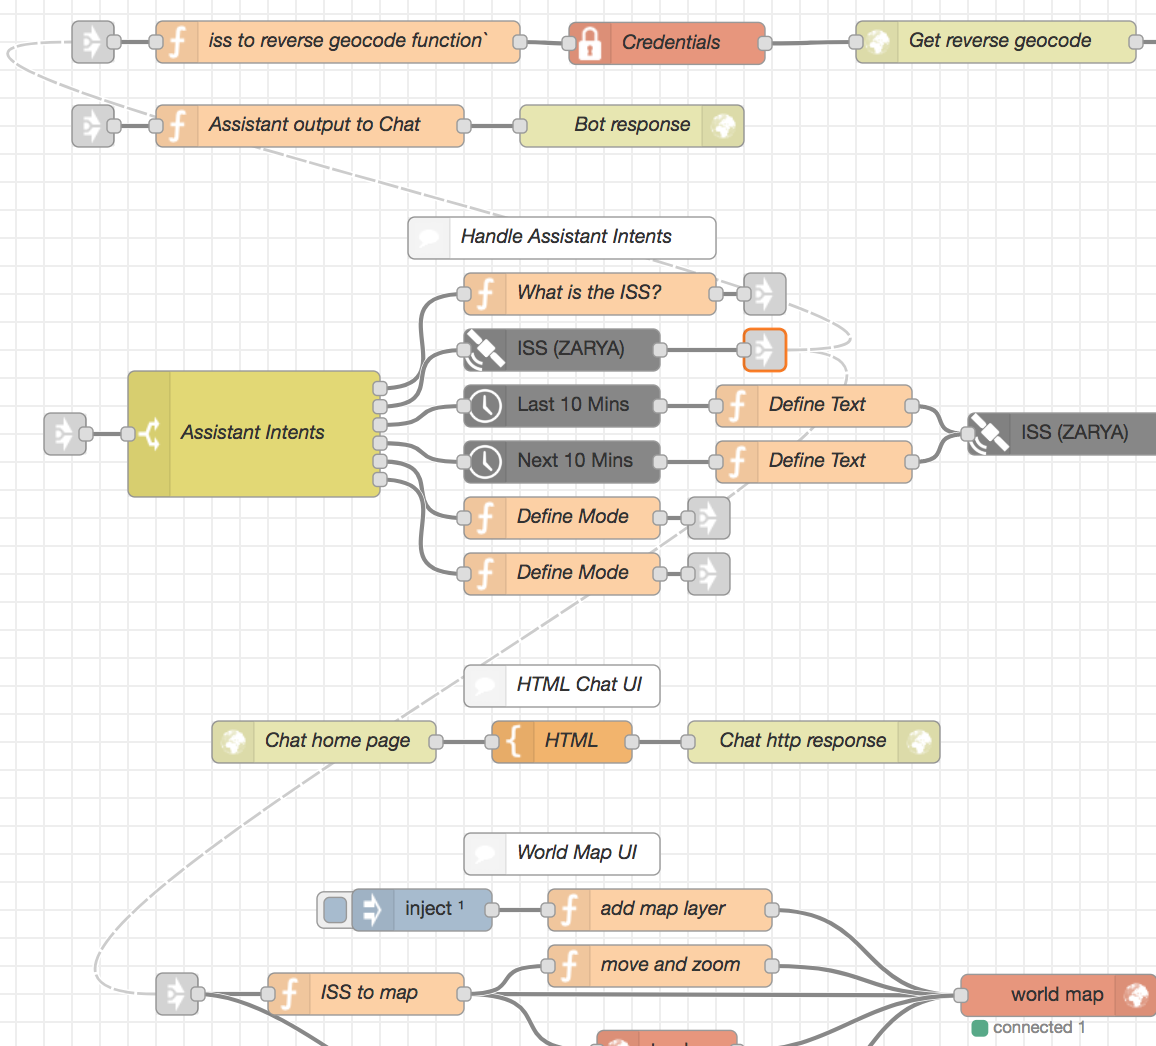 iss to reverse geocode function`
Credentials
Get reverse geocode
Assistant output to Chat
Bot response
Handle Assistant Intents
What is the ISS?
ISS (ZARYA)
Last 10 Mins
Define Text
Assistant Intents
ISS (ZARYA)
Next 10 Mins
Define Text
Define Mode
Define Mode
HTML Chat UI
Chat home page
HTML
Chat http response
World Map UI
inject ¹
add map layer
move and zoom
ISS to map
world map
connected 1